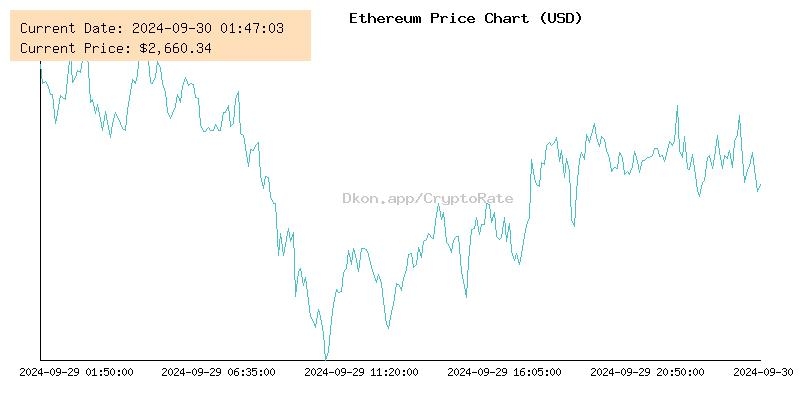 Ethereum Price Chart (USD)
Current Date: 2024-09-30 01:47:03
Current Price: $2,660.34
Dkon.app/CryptoRate
2024-09-29 01:50:00 2024-09-29 06:35:00 2024-09-29 11:20:00 2024-09-29 16:05:00 2024-09-29 20:50:00 2024-09-30